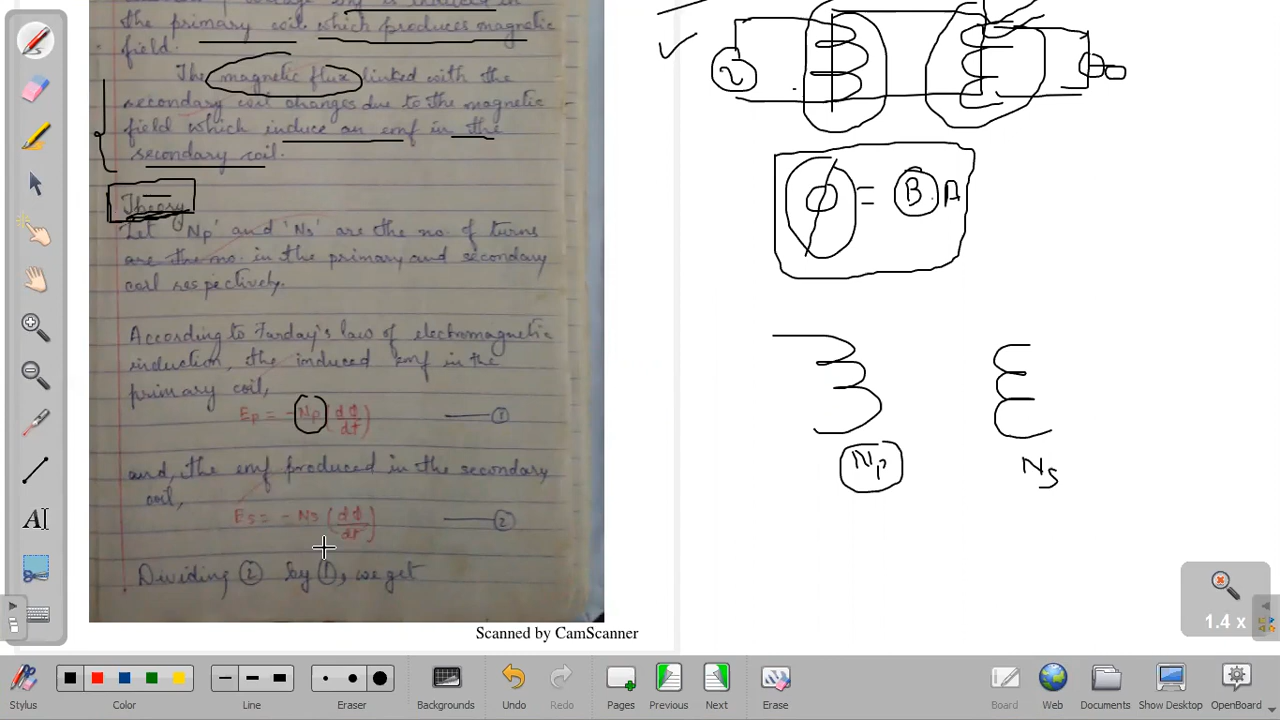 the primary coil which produces magnetic
field.
The magnetic flux linked with the
secondary coil changes due to the magnetic
field which induce an emf in the
secondary coil.
Theory
Let 'Np' and 'Ns' are the no. of turns
are the no. in the primary and secondary
coil respectively.
According to Farday's law of electromagnetic
induction, the induced emf in the
primary coil,
Ep = -Np (dΦ/dt) ①
and, the emf produced in the secondary
coil,
Es = -Ns (dΦ/dt) ②
Dividing ② by ①, we get
Scanned by CamScanner
ϕ = B.A
Np
Ns
1.4 x
Stylus
Color
Line
Eraser
Backgrounds
Undo
Redo
Pages
Previous
Next
Erase
Board
Web
Documents
Show Desktop
OpenBoard